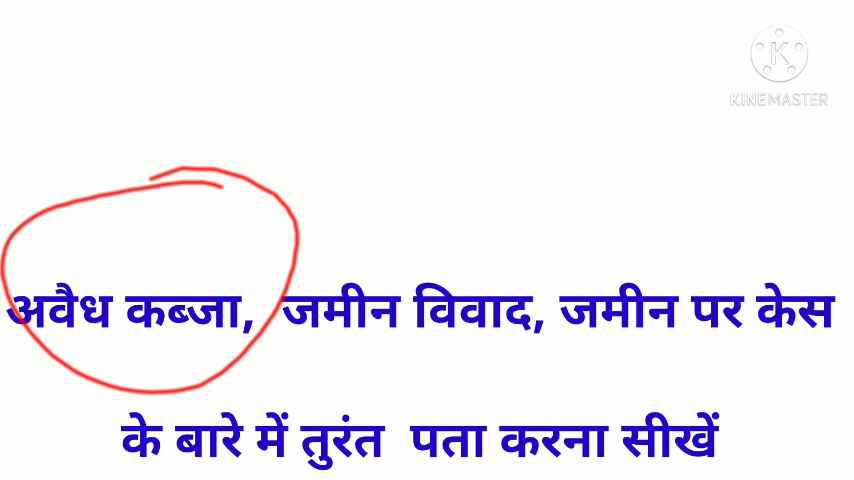 KINEMASTER
अवैध कब्जा, जमीन विवाद, जमीन पर केस
के बारे में तुरंत पता करना सीखें